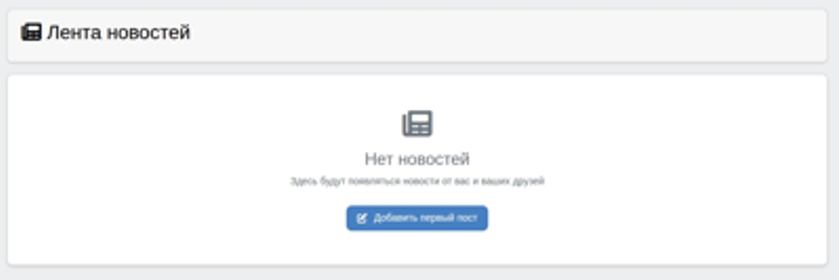 Лента новостей
Нет новостей
Здесь будут появляться новости от вас и ваших друзей
Добавить первый пост